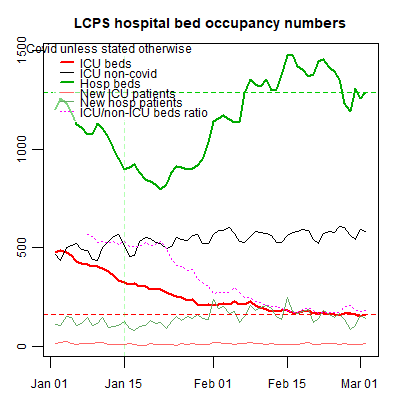 LCPS hospital bed occupancy numbers
Covid unless stated otherwise
ICU beds
ICU non-covid
Hosp beds
New ICU patients
New hosp patients
ICU/non-ICU beds ratio
1500
1000
500
0
Jan 01 Jan 15 Feb 01 Feb 15 Mar 01